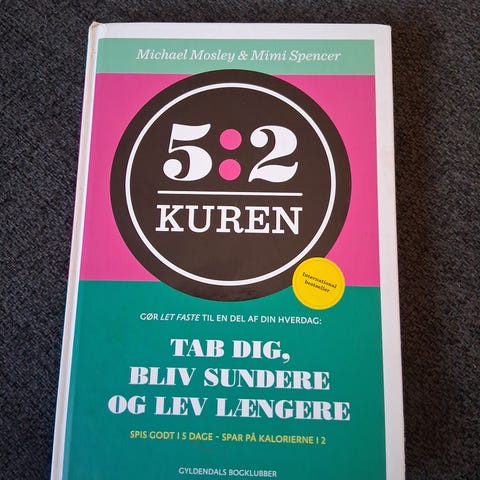 Michael Mosley & Mimi Spencer
5:2
KUREN
International
bestseller
GØR LET FASTE TIL EN DEL AF DIN HVERDAG:
TAB DIG,
BLIV SUNDERE
OG LEV LÆNGERE
SPIS GODT I 5 DAGE – SPAR PÅ KALORIERNE I 2
GYLDENDALS BOGKLUBBER